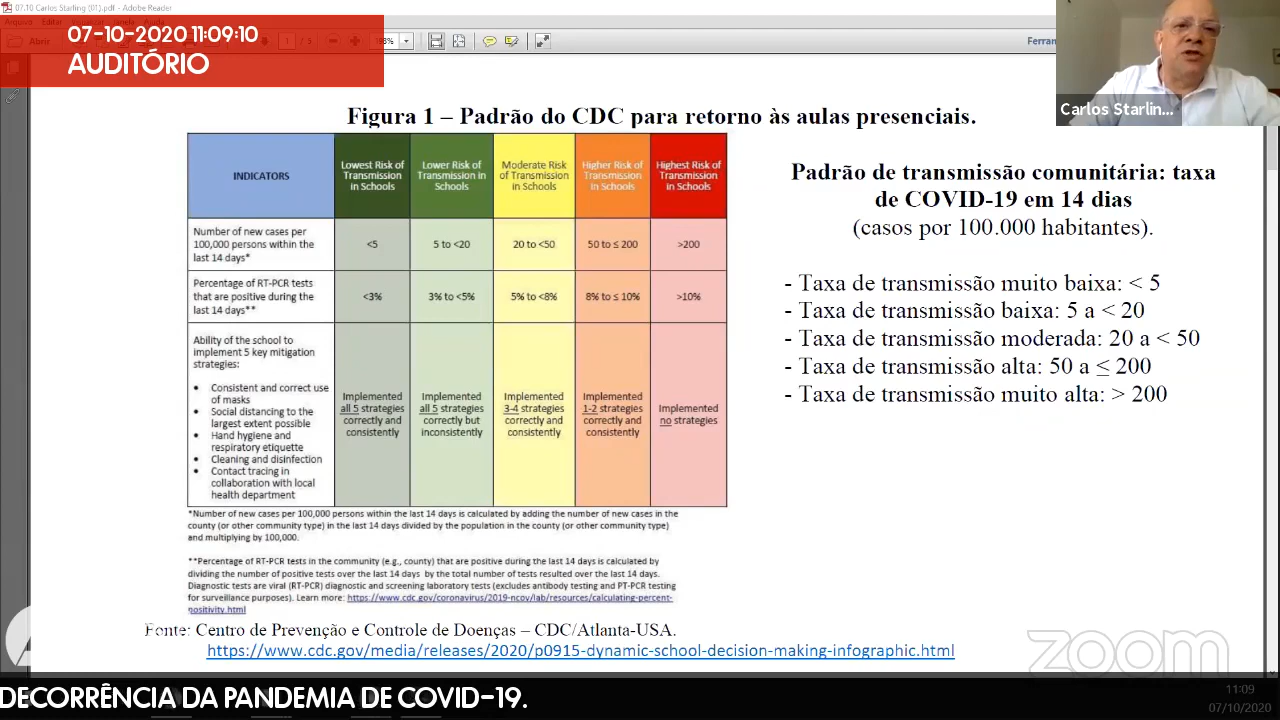 07.10 Carlos Starling (01).pdf - Adobe Reader
Arquivo Editar Visualizar Janela Ajuda
07-10-2020 11:09:10
AUDITÓRIO
Abrir
1 / 5
Ferran
Carlos Starlin...
Figura 1 – Padrão do CDC para retorno às aulas presenciais.
INDICATORS
Lowest Risk of
Transmission
in Schools
Lower Risk of
Transmission in
Schools
Moderate Risk
of Transmission
in Schools
Higher Risk of
Transmission
in Schools
Highest Risk of
Transmission
in Schools
Number of new cases per
100,000 persons within the
last 14 days*
<5
5 to <20
20 to <50
50 to ≤ 200
>200
Percentage of RT-PCR tests
that are positive during the
last 14 days**
<3%
3% to <5%
5% to <8%
8% to ≤ 10%
>10%
Ability of the school to
implement 5 key mitigation
strategies:
• Consistent and correct use
of masks
• Social distancing to the
largest extent possible
• Hand hygiene and
respiratory etiquette
• Cleaning and disinfection
• Contact tracing in
collaboration with local
health department
Implemented
all 5 strategies
correctly and
consistently
Implemented
all 5 strategies
correctly but
inconsistently
Implemented
3-4 strategies
correctly and
consistently
Implemented
1-2 strategies
correctly and
consistently
Implemented
no strategies
*Number of new cases per 100,000 persons within the last 14 days is calculated by adding the number of new cases in the
county (or other community type) in the last 14 days divided by the population in the county (or other community type)
and multiplying by 100,000.
**Percentage of RT-PCR tests in the community (e.g., county) that are positive during the last 14 days is calculated by
dividing the number of positive tests over the last 14 days by the total number of tests resulted over the last 14 days.
Diagnostic tests are viral (RT-PCR) diagnostic and screening laboratory tests (excludes antibody testing and PT-PCR testing
for surveillance purposes). Learn more: https://www.cdc.gov/coronavirus/2019-ncov/lab/resources/calculating-percent-
positivity.html
Fonte: Centro de Prevenção e Controle de Doenças – CDC/Atlanta-USA.
https://www.cdc.gov/media/releases/2020/p0915-dynamic-school-decision-making-infographic.html
Padrão de transmissão comunitária: taxa
de COVID-19 em 14 dias
(casos por 100.000 habitantes).
- Taxa de transmissão muito baixa: < 5
- Taxa de transmissão baixa: 5 a < 20
- Taxa de transmissão moderada: 20 a < 50
- Taxa de transmissão alta: 50 a ≤ 200
- Taxa de transmissão muito alta: > 200
zoom
DECORRÊNCIA DA PANDEMIA DE COVID-19.
11:09
07/10/2020